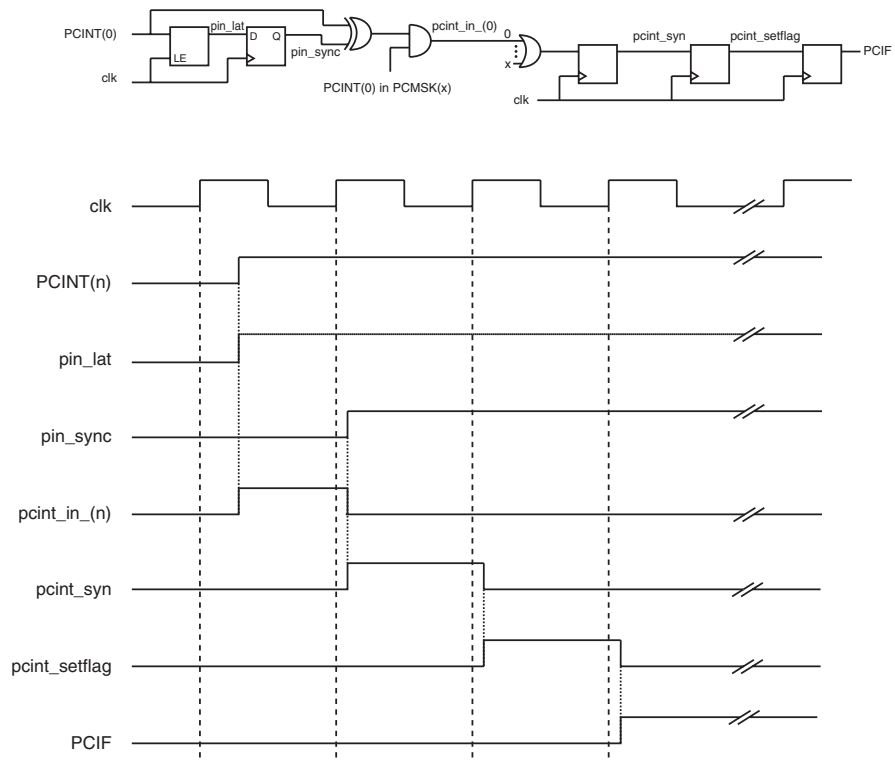 PCINT(0)
clk
LE
pin_lat
D Q
pin_sync
PCINT(0) in PCMSK(x)
pcint_in_(0)
0
x
clk
pcint_syn
pcint_setflag
PCIF
clk
PCINT(n)
pin_lat
pin_sync
pcint_in_(n)
pcint_syn
pcint_setflag
PCIF